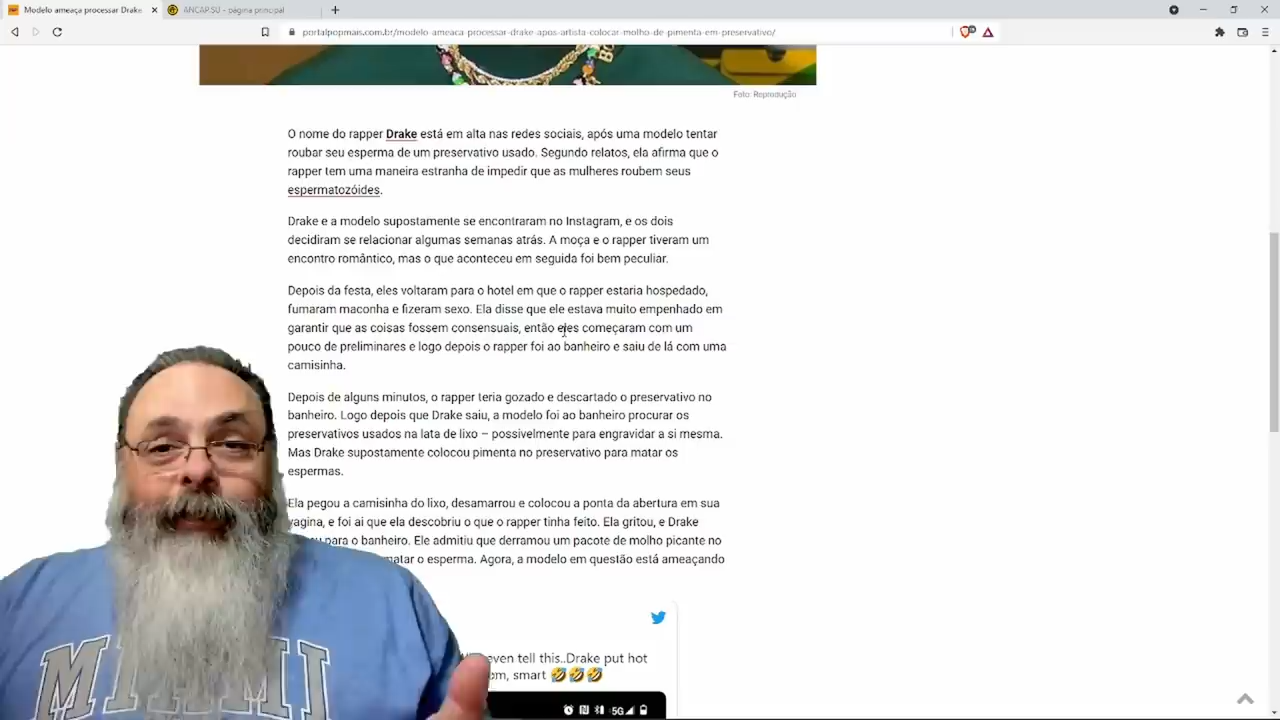 Modelo ameaça processar Drake
ANCAP.SU - página principal
portalpopmais.com.br/modelo-ameaca-processar-drake-apos-artista-colocar-molho-de-pimenta-em-preservativo/
Foto: Reprodução
O nome do rapper Drake está em alta nas redes sociais, após uma modelo tentar
roubar seu esperma de um preservativo usado. Segundo relatos, ela afirma que o
rapper tem uma maneira estranha de impedir que as mulheres roubem seus
espermatozóides.
Drake e a modelo supostamente se encontraram no Instagram, e os dois
decidiram se relacionar algumas semanas atrás. A moça e o rapper tiveram um
encontro romântico, mas o que aconteceu em seguida foi bem peculiar.
Depois da festa, eles voltaram para o hotel em que o rapper estaria hospedado,
fumaram maconha e fizeram sexo. Ela disse que ele estava muito empenhado em
garantir que as coisas fossem consensuais, então eles começaram com um
pouco de preliminares e logo depois o rapper foi ao banheiro e saiu de lá com uma
camisinha.
Depois de alguns minutos, o rapper teria gozado e descartado o preservativo no
banheiro. Logo depois que Drake saiu, a modelo foi ao banheiro procurar os
preservativos usados na lata de lixo – possivelmente para engravidar a si mesma.
Mas Drake supostamente colocou pimenta no preservativo para matar os
espermas.
Ela pegou a camisinha do lixo, desamarrou e colocou a ponta da abertura em sua
vagina, e foi ai que ela descobriu o que o rapper tinha feito. Ela gritou, e Drake
para o banheiro. Ele admitiu que derramou um pacote de molho picante no
matar o esperma. Agora, a modelo em questão está ameaçando
even tell this..Drake put hot
smart 🤣🤣🤣
5G
MIAMI